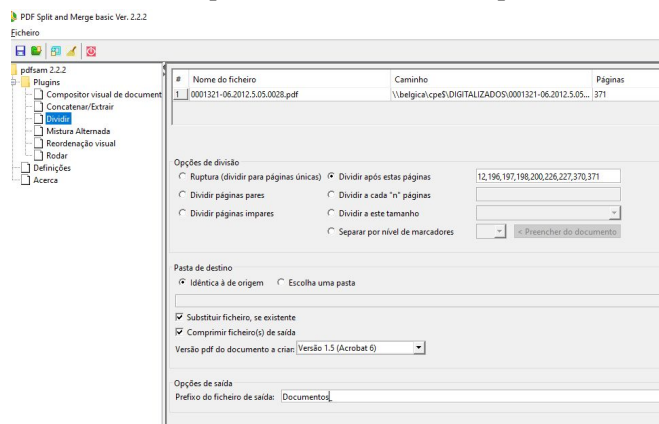 PDF Split and Merge basic Ver. 2.2.2
Ficheiro
pdfsam 2.2.2
Plugins
Compositor visual de document
Concatenar/Extrair
Dividir
Mistura Alternada
Reordenação visual
Rodar
Definições
Acerca
# Nome do ficheiro Caminho Páginas
1 0001321-06.2012.5.05.0028.pdf \\belgica\cpe$\DIGITALIZADOS\0001321-06.2012.5.05... 371
Opções de divisão
Ruptura (dividir para páginas únicas) Dividir após estas páginas 12,196,197,198,200,226,227,370,371
Dividir páginas pares Dividir a cada "n" páginas
Dividir páginas impares Dividir a este tamanho
Separar por nível de marcadores < Preencher do documento
Pasta de destino
Idêntica à de origem Escolha uma pasta
Substituir ficheiro, se existente
Comprimir ficheiro(s) de saída
Versão pdf do documento a criar: Versão 1.5 (Acrobat 6)
Opções de saída
Prefixo do ficheiro de saída: Documentos_